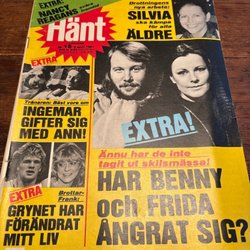 EXTRA:
NANCY
REAGANS
Drottningens
nya arbete:
SILVIA
ska kämpa
för alla
ÄLDRE
Hänt
EXTRA
Tränaren: Bäst vore om
INGEMAR
GIFTER SIG
MED ANN!
EXTRA!
Ännu har de inte
tagit ut skilsmässa!
HAR BENNY
och FRIDA
ÅNGRAT SIG?
EXTRA
Brottar-
Frank:
GRYNET HAR
FÖRÄNDRAT
MITT LIV